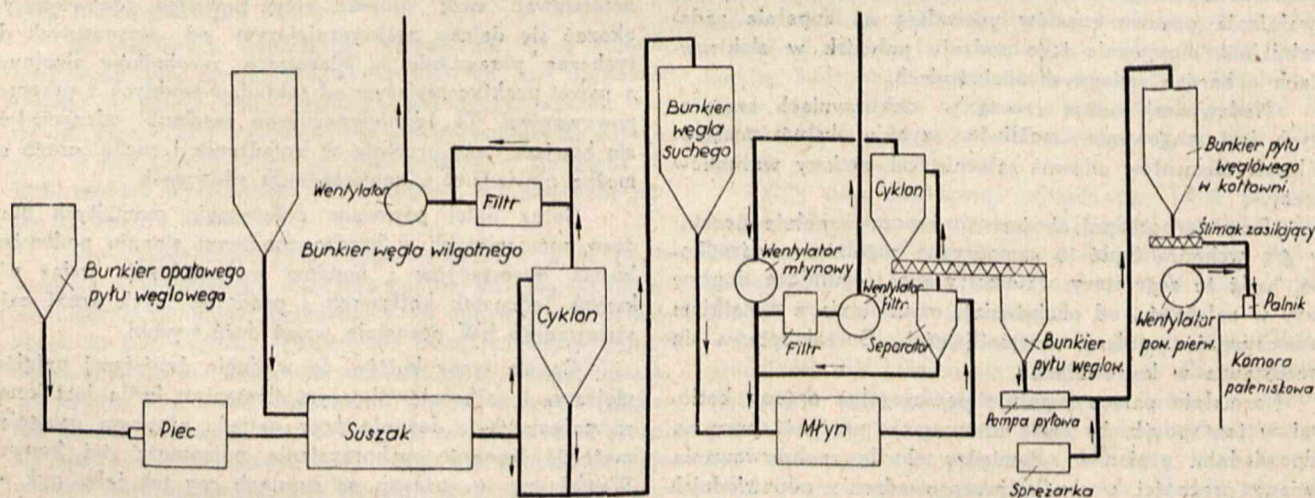 Bunkier opałowego
pyłu węglowego
Piec
Bunkier węgla wilgotnego
Suszak
Wentylator
Filtr
Cyklon
Bunkier
węgla
suchego
Cyklon
Wentylator
młynowy
Wentylator
filtr.
Filtr
Separator
Młyn
Bunkier
pyłu węglow.
Pompa pyłowa
Sprężarka
Bunkier pyłu
węglowego
w kotłowni
Ślimak zasilający
Palnik
Wentylator
pow. pierw.
Komora
paleniskowa